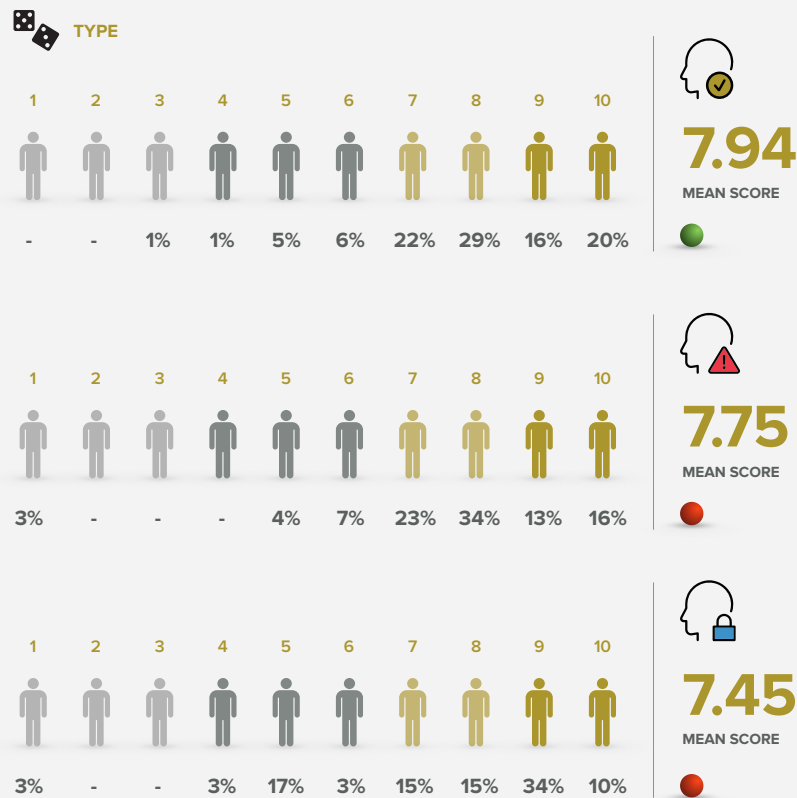 TYPE
1 2 3 4 5 6 7 8 9 10
- - 1% 1% 5% 6% 22% 29% 16% 20%
7.94
MEAN SCORE
1 2 3 4 5 6 7 8 9 10
3% - - - 4% 7% 23% 34% 13% 16%
7.75
MEAN SCORE
1 2 3 4 5 6 7 8 9 10
3% - - 3% 17% 3% 15% 15% 34% 10%
7.45
MEAN SCORE